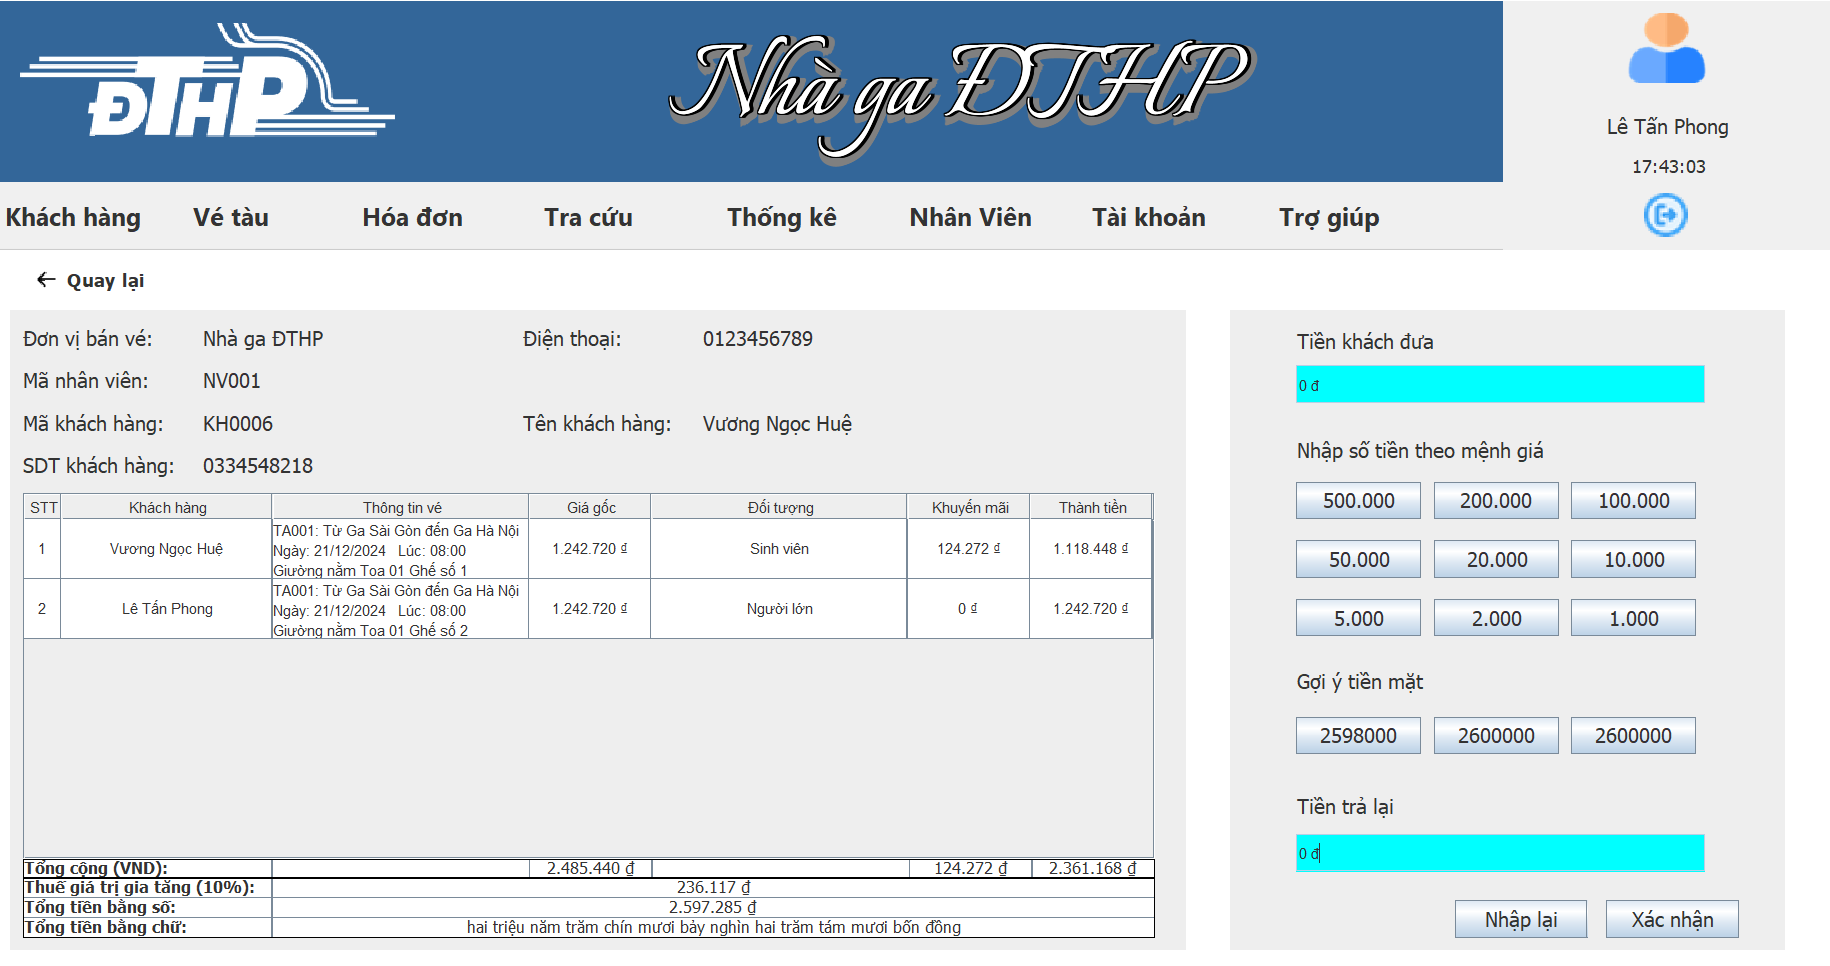 ĐTHP
Nhà ga ĐTHP
Lê Tấn Phong
17:43:03
Khách hàng Vé tàu Hóa đơn Tra cứu Thống kê Nhân Viên Tài khoản Trợ giúp
← Quay lại
Đơn vị bán vé: Nhà ga ĐTHP Điện thoại: 0123456789
Mã nhân viên: NV001
Mã khách hàng: KH0006 Tên khách hàng: Vương Ngọc Huệ
SDT khách hàng: 0334548218
STT Khách hàng Thông tin vé Giá gốc Đối tượng Khuyến mãi Thành tiền
1 Vương Ngọc Huệ TA001: Từ Ga Sài Gòn đến Ga Hà Nội
Ngày: 21/12/2024 Lúc: 08:00
Giường nằm Toa 01 Ghế số 1
1.242.720 ₫ Sinh viên 124.272 ₫ 1.118.448 ₫
2 Lê Tấn Phong TA001: Từ Ga Sài Gòn đến Ga Hà Nội
Ngày: 21/12/2024 Lúc: 08:00
Giường nằm Toa 01 Ghế số 2
1.242.720 ₫ Người lớn 0 ₫ 1.242.720 ₫
Tổng cộng (VND): 2.485.440 ₫ 124.272 ₫ 2.361.168 ₫
Thuế giá trị gia tăng (10%): 236.117 ₫
Tổng tiền bằng số: 2.597.285 ₫
Tổng tiền bằng chữ: hai triệu năm trăm chín mươi bảy nghìn hai trăm tám mươi bốn đồng
Tiền khách đưa
0 đ
Nhập số tiền theo mệnh giá
500.000 200.000 100.000
50.000 20.000 10.000
5.000 2.000 1.000
Gợi ý tiền mặt
2598000 2600000 2600000
Tiền trả lại
0 đ
Nhập lại Xác nhận